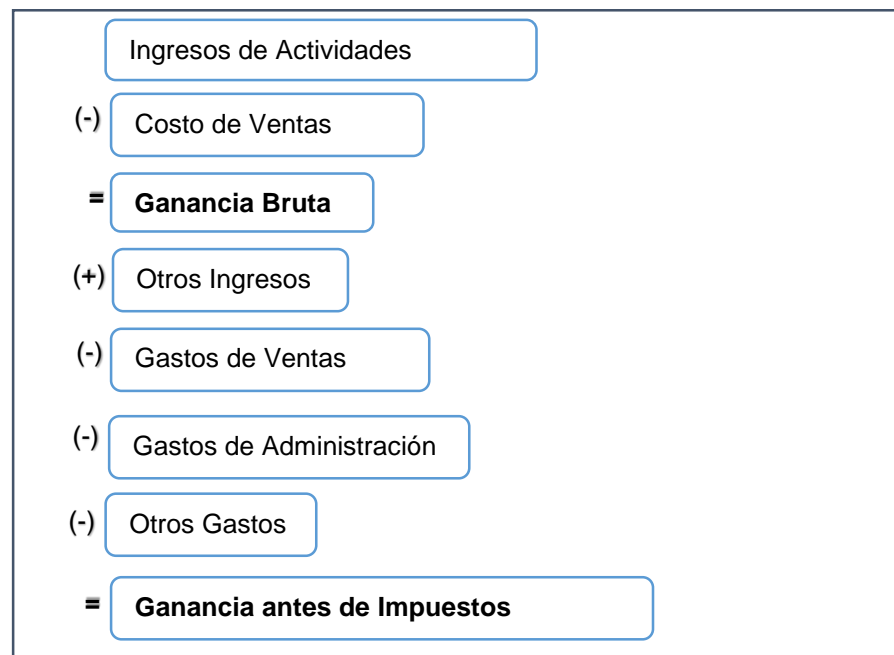 Ingresos de Actividades
(-) Costo de Ventas
= Ganancia Bruta
(+) Otros Ingresos
(-) Gastos de Ventas
(-) Gastos de Administración
(-) Otros Gastos
= Ganancia antes de Impuestos